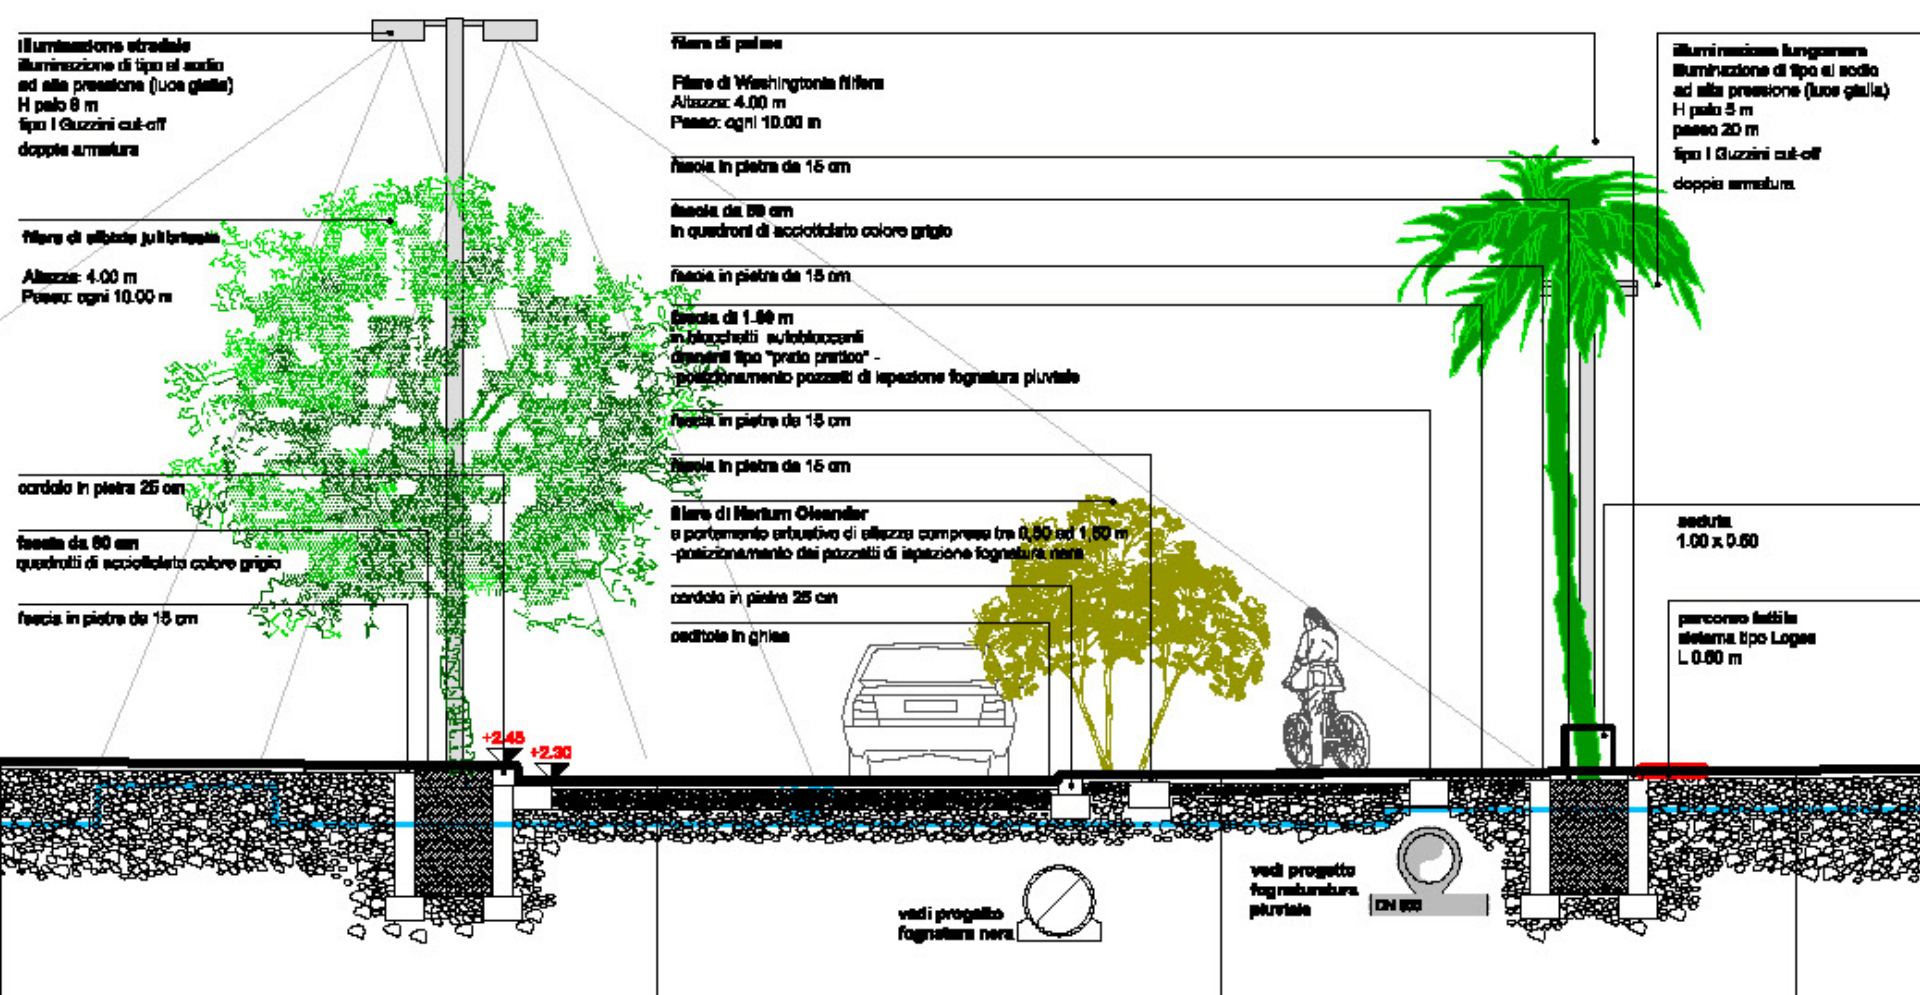 illuminazione stradale
illuminazione di tipo al sodio
ad alta pressione (luce gialla)
H palo 8 m
tipo I Guzzini cut-off
doppia armatura
filare di albizia julibrissin
Altezza: 4.00 m
Passo: ogni 10.00 m
cordolo in pietra 25 cm
fascia da 60 cm
quadrotti di acciottolato colore grigio
fascia in pietra da 15 cm
filare di palme
Filare di Washingtonia filifera
Altezza: 4.00 m
Passo: ogni 10.00 m
fascia in pietra da 15 cm
fascia da 80 cm
in quadroni di acciottolato colore grigio
fascia in pietra da 15 cm
fascia di 1.60 m
in blocchetti autobloccanti
drenanti tipo "prato pratico" -
-posizionamento pozzetti di ispezione fognatura pluviale
fascia in pietra da 15 cm
fascia in pietra da 15 cm
filare di Nerium Oleander
a portamento arbustivo di altezza compresa tra 0,50 ad 1,50 m
-posizionamento dei pozzetti di ispezione fognatura nera
cordolo in pietra 25 cm
caditoie in ghisa
illuminazione lungomare
illuminazione di tipo al sodio
ad alta pressione (luce gialla)
H palo 5 m
passo 20 m
tipo I Guzzini cut-off
doppia armatura
seduta
1.00 x 0.60
percorso tattile
sistema tipo Loges
L 0.60 m
+2.45
+2.30
vedi progetto
fognatura nera
vedi progetto
fognaturatura
pluviale
DN